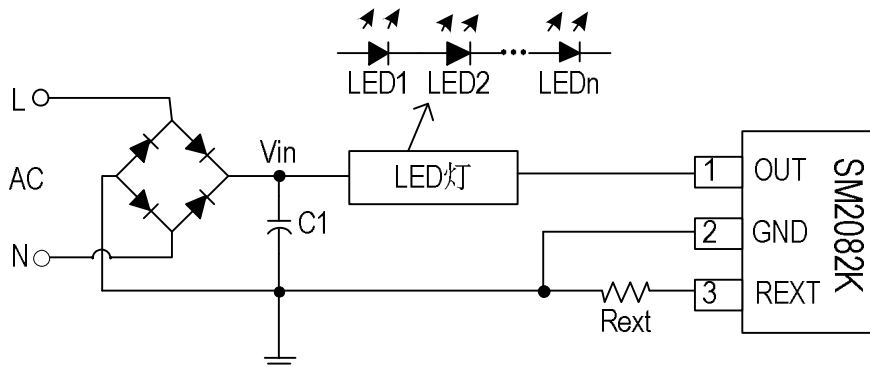 LED1
LED2
LEDn
L
AC
N
Vin
LED灯
C1
1
OUT
2
GND
3
REXT
Rext
SM2082K